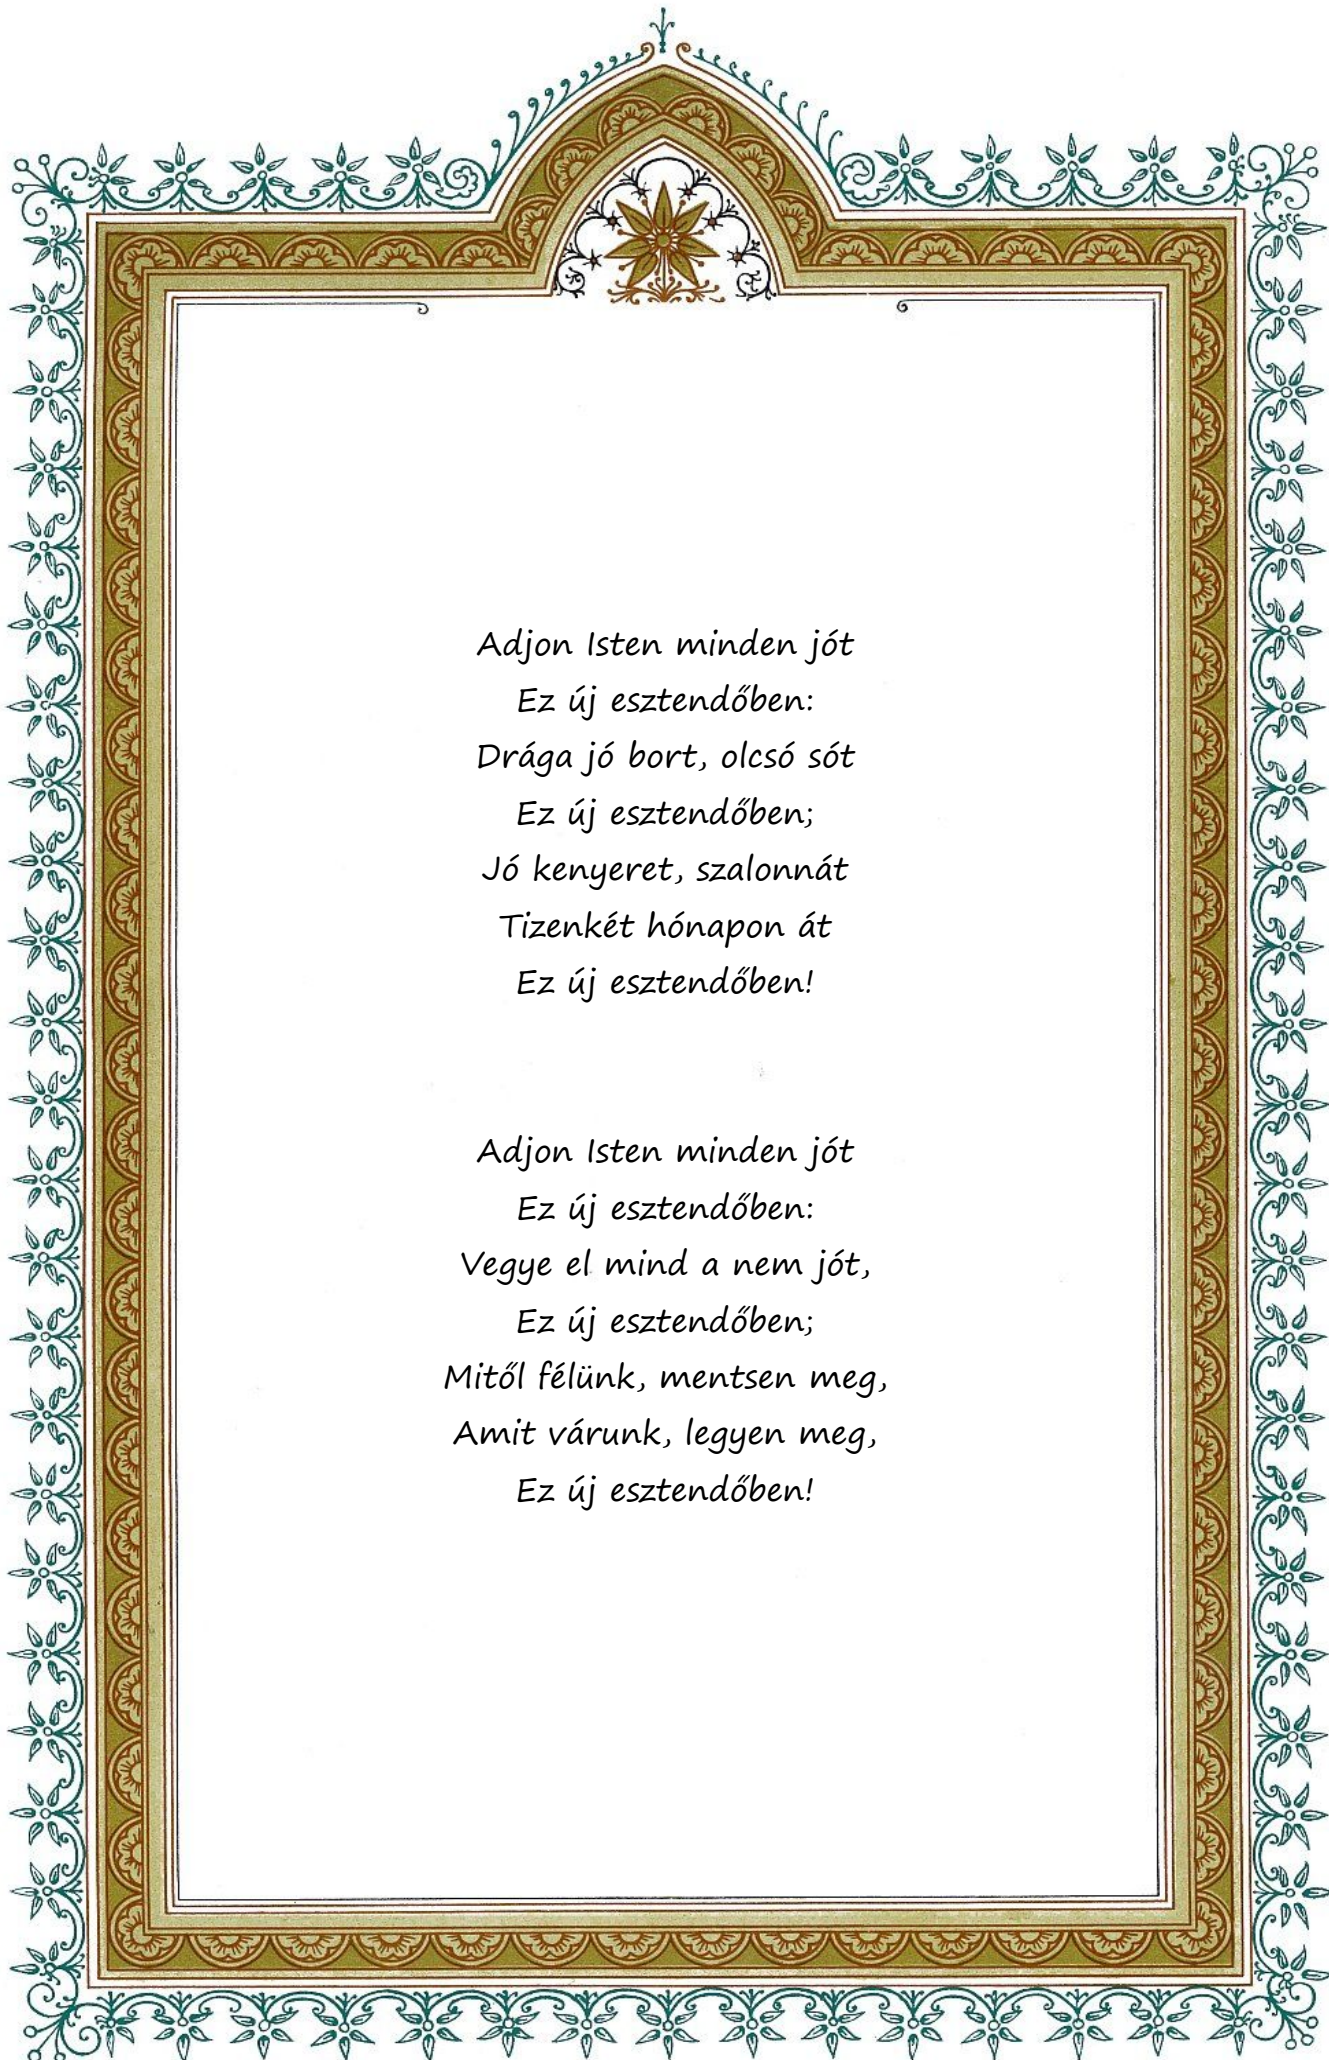 Adjon Isten minden jót
Ez új esztendőben:
Drága jó bort, olcsó sót
Ez új esztendőben;
Jó kenyeret, szalonnát
Tizenkét hónapon át
Ez új esztendőben!
Adjon Isten minden jót
Ez új esztendőben:
Vegye el mind a nem jót,
Ez új esztendőben;
Mitől félünk, mentsen meg,
Amit várunk, legyen meg,
Ez új esztendőben!